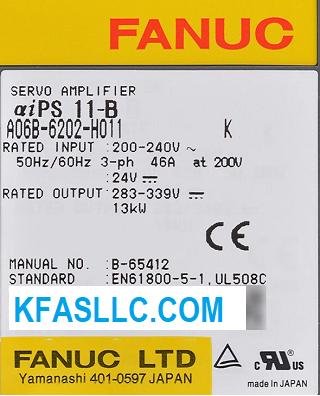 FANUC
SERVO AMPLIFIER
αiPS 11-B
A06B-6202-H011 K
RATED INPUT :200-240V ~
50Hz/60Hz 3-ph 46A at 200V
:24V ⎓
RATED OUTPUT :283-339V ⎓
13kW
CE
MANUAL NO. :B-65412
STANDARD :EN61800-5-1, UL508C
KFASLLC.COM
FANUC LTD
Yamanashi 401-0597 JAPAN
c RU US
made in JAPAN